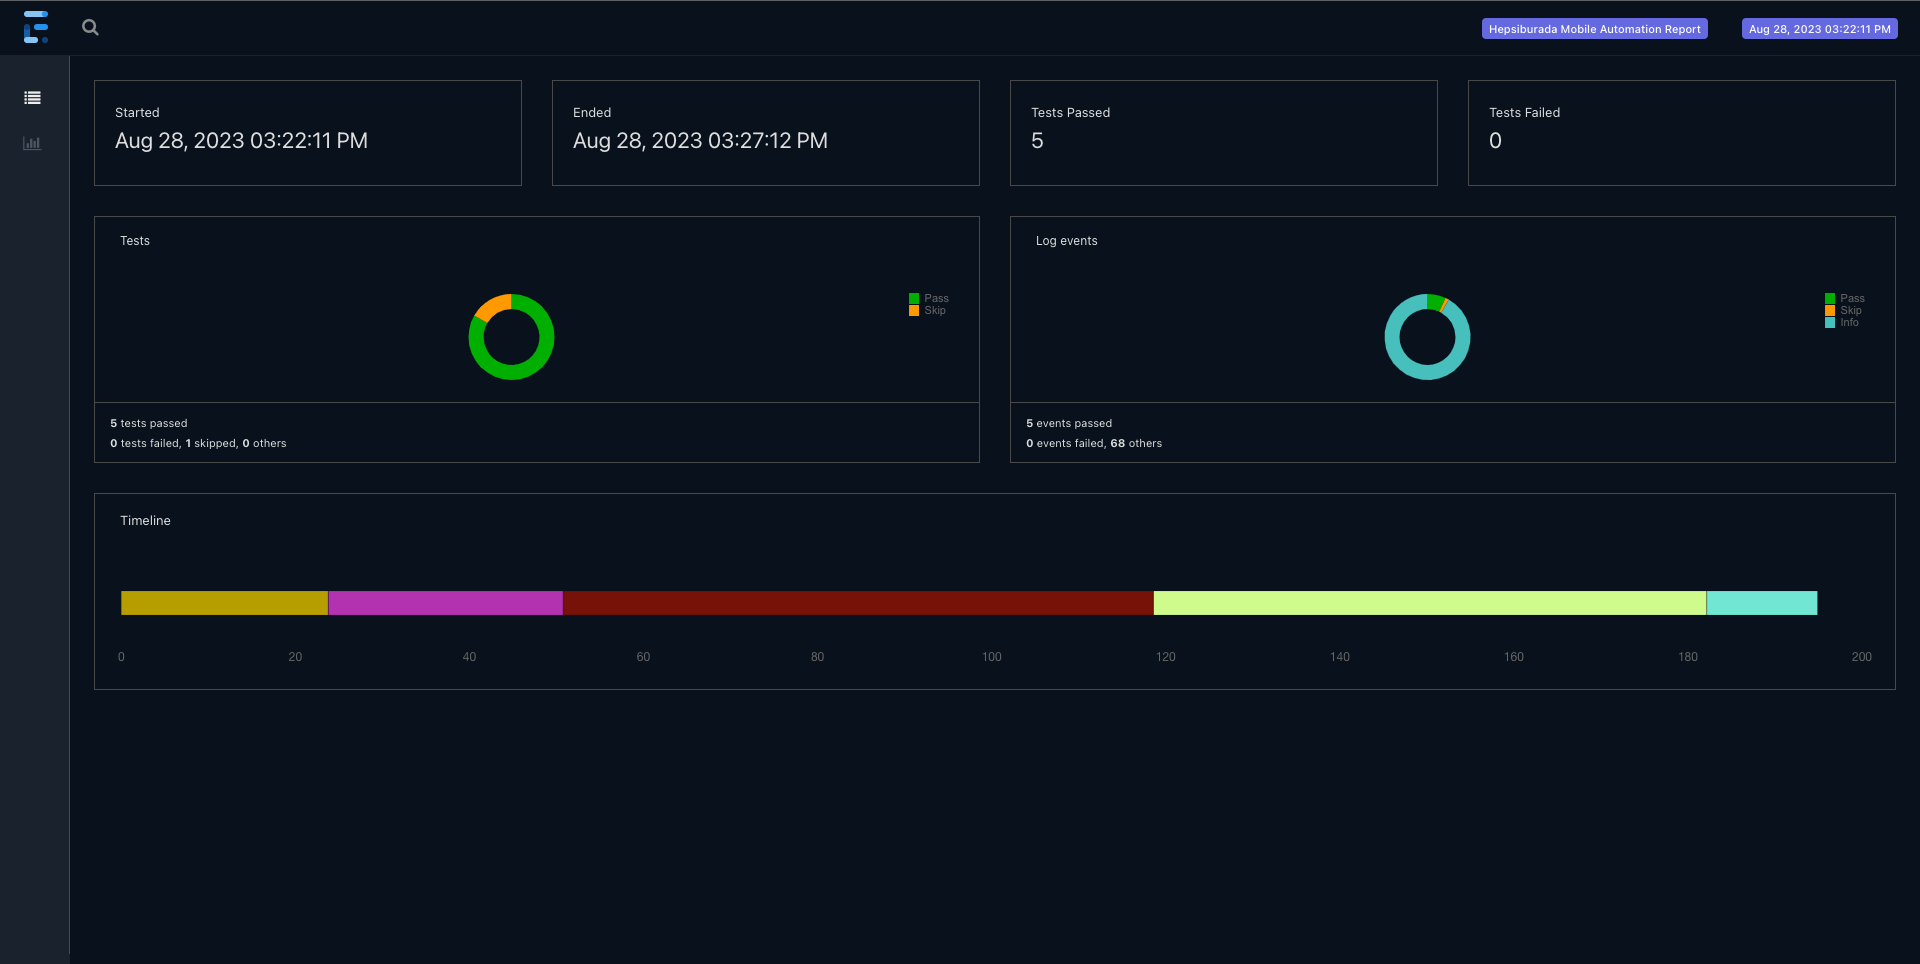 Hepsiburada Mobile Automation Report
Aug 28, 2023 03:22:11 PM
Started
Aug 28, 2023 03:22:11 PM
Ended
Aug 28, 2023 03:27:12 PM
Tests Passed
5
Tests Failed
0
Tests
Pass
Skip
5 tests passed
0 tests failed, 1 skipped, 0 others
Log events
Pass
Skip
Info
5 events passed
0 events failed, 68 others
Timeline
0 20 40 60 80 100 120 140 160 180 200